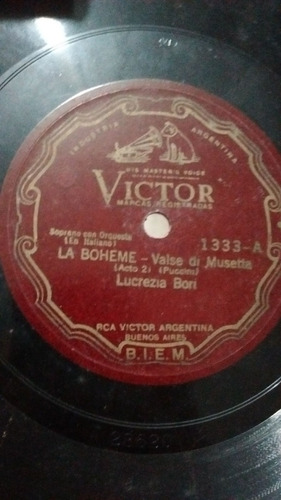 INDUSTRIA ARGENTINA
HIS MASTER'S VOICE
VICTOR
MARCAS REGISTRADAS
Soprano con Orquesta
(En Italiano)
1333-A
LA BOHEME - Valse di Musetta
(Acto 2) (Puccini)
Lucrezia Bori
RCA VICTOR ARGENTINA
BUENOS AIRES
B.I.E.M.